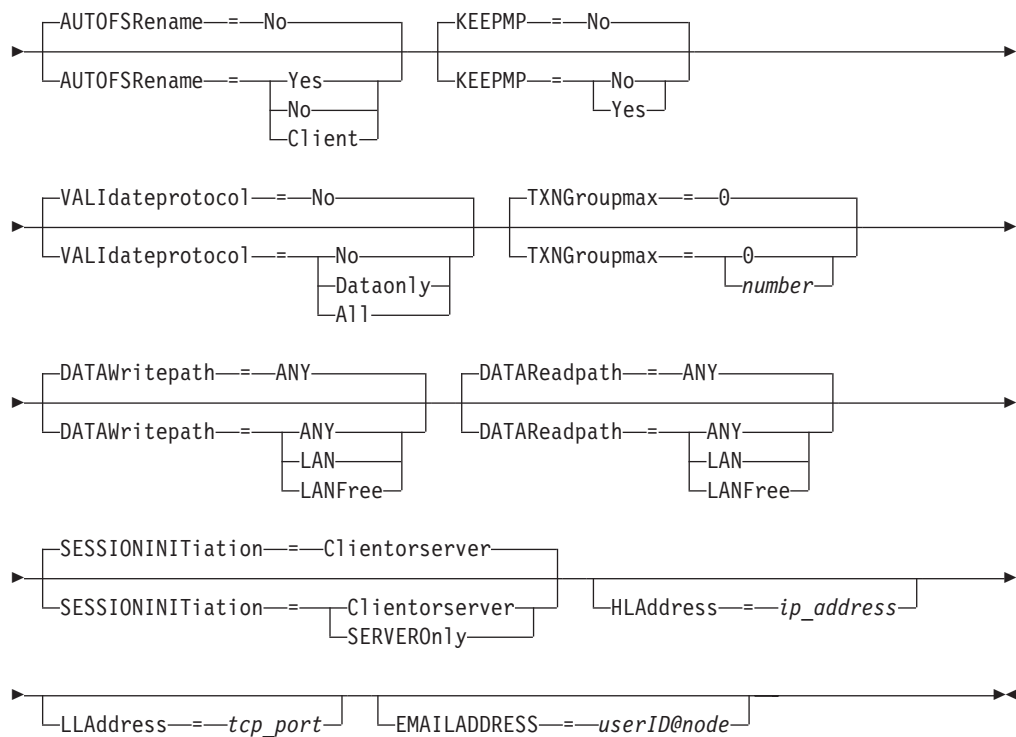 AUTOFSRename = No KEEPMP = No
AUTOFSRename = Yes KEEPMP = No
No Yes
Client
VALIdateprotocol = No TXNGroupmax = 0
VALIdateprotocol = No TXNGroupmax = 0
Dataonly number
All
DATAWritepath = ANY DATAReadpath = ANY
DATAWritepath = ANY DATAReadpath = ANY
LAN LAN
LANFree LANFree
SESSIONINITiation = Clientorserver
SESSIONINITiation = Clientorserver HLAddress = ip_address
SERVEROnly
LLAddress = tcp_port EMAILADDRESS = userID@node